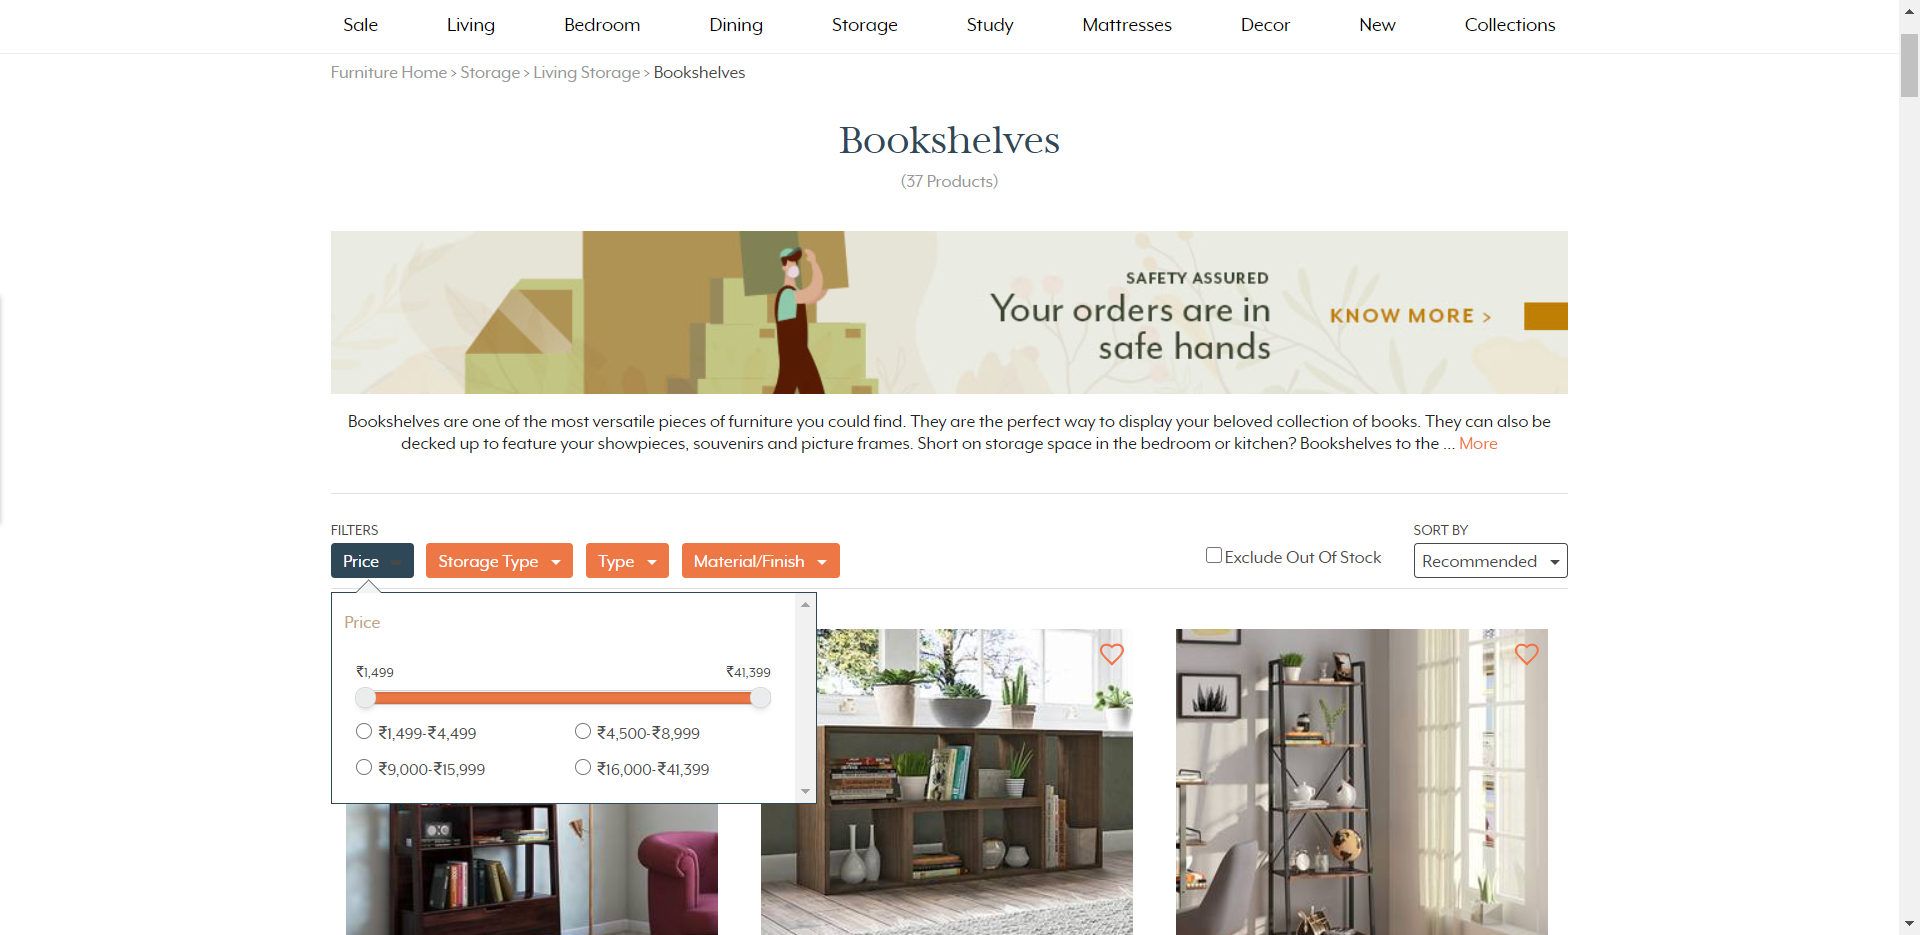 Sale Living Bedroom Dining Storage Study Mattresses Decor New Collections
Furniture Home > Storage > Living Storage > Bookshelves
Bookshelves
(37 Products)
SAFETY ASSURED
Your orders are in
safe hands
KNOW MORE >
Bookshelves are one of the most versatile pieces of furniture you could find. They are the perfect way to display your beloved collection of books. They can also be
decked up to feature your showpieces, souvenirs and picture frames. Short on storage space in the bedroom or kitchen? Bookshelves to the ... More
FILTERS
SORT BY
Price Storage Type Type Material/Finish Exclude Out Of Stock Recommended
Price
₹1,499 ₹41,399
₹1,499-₹4,499 ₹4,500-₹8,999
₹9,000-₹15,999 ₹16,000-₹41,399